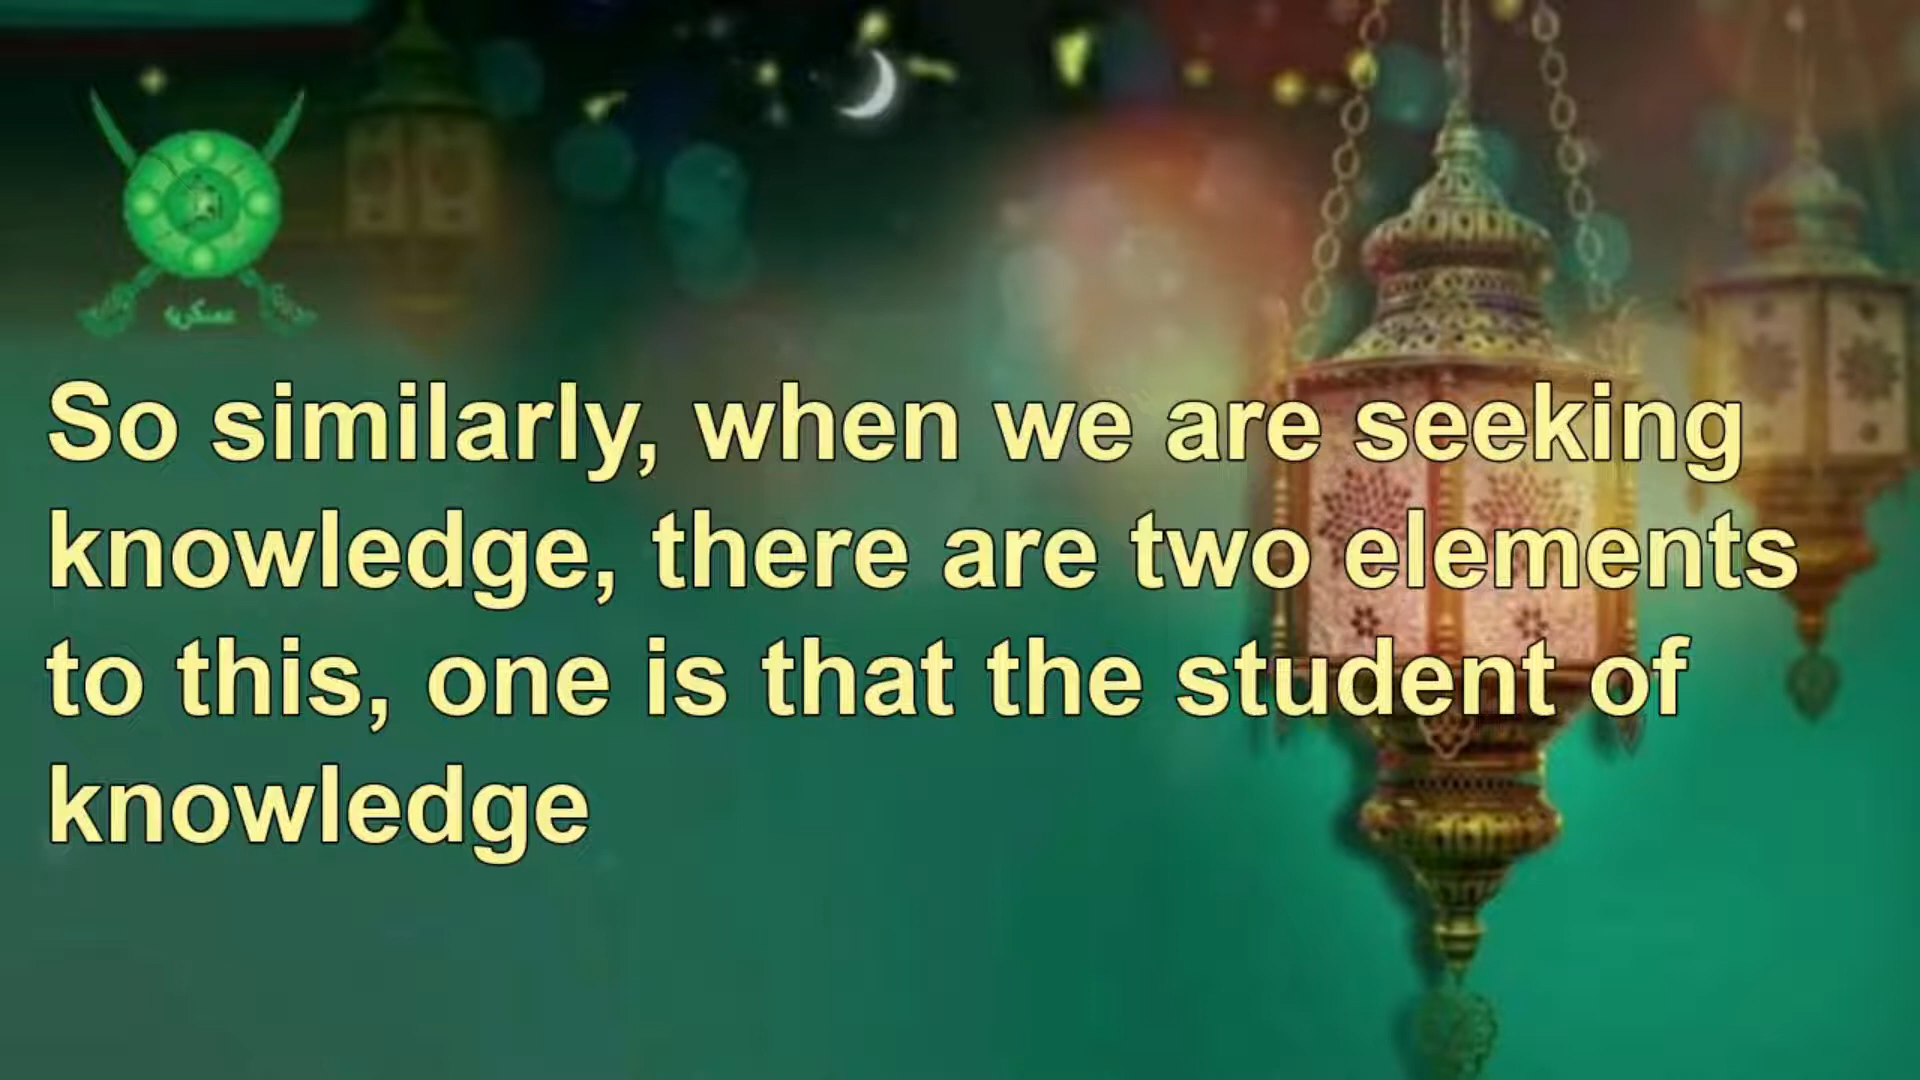 عسكريه
So similarly, when we are seeking
knowledge, there are two elements
to this, one is that the student of
knowledge